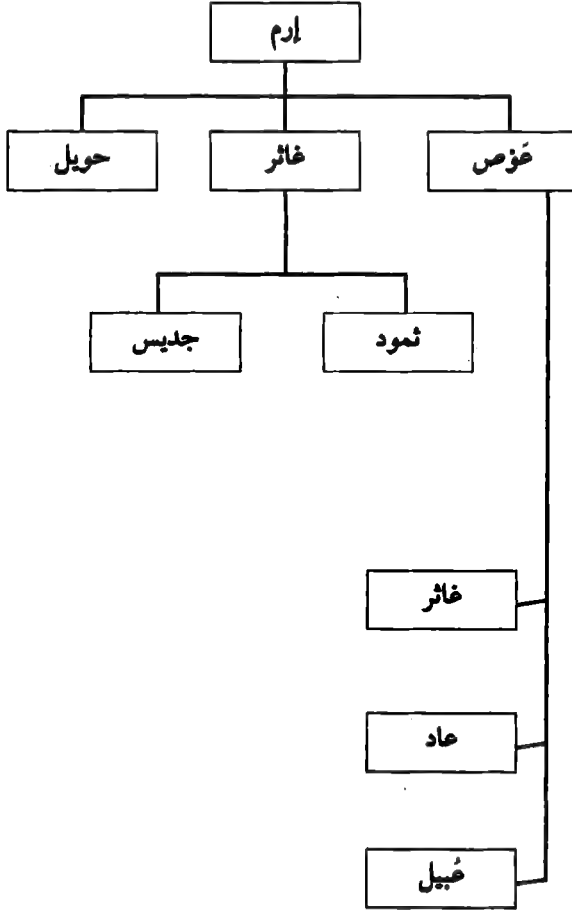 إرم
عَوْص
غاثر
حويل
ثمود
جديس
غاثر
عاد
عُبيل